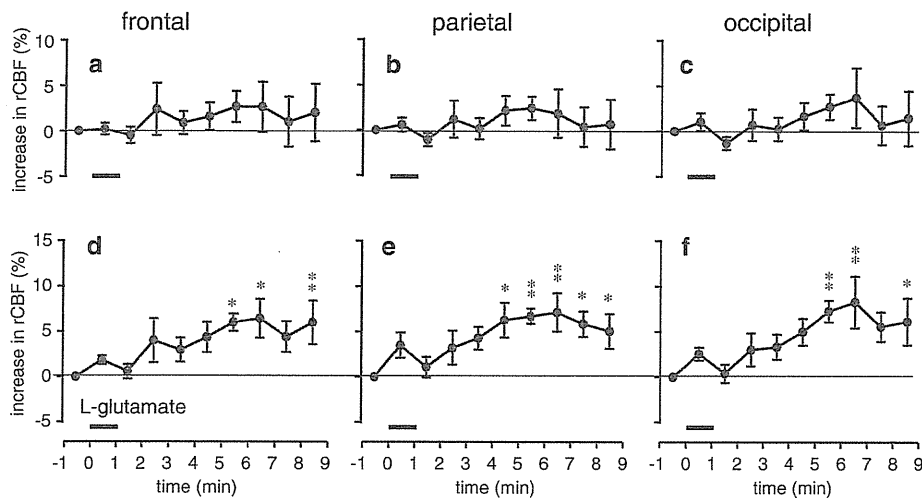 frontal parietal occipital
increase in rCBF (%)
10
5
0
-5
a
b
c
increase in rCBF (%)
15
10
5
0
-5
d
* * **
e
* ** ** * *
f
** ** *
L-glutamate
-1 0 1 2 3 4 5 6 7 8 9
-1 0 1 2 3 4 5 6 7 8 9
-1 0 1 2 3 4 5 6 7 8 9
time (min) time (min) time (min)